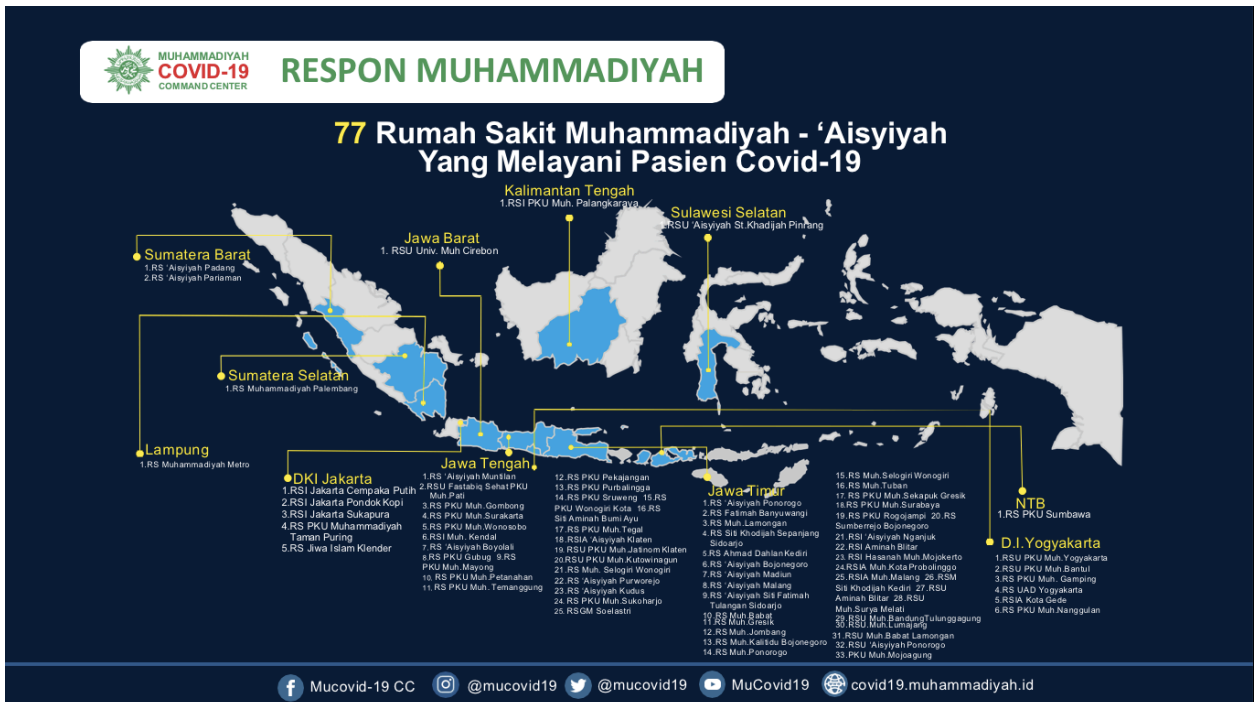 MUHAMMADIYAH
COVID-19
COMMAND CENTER
RESPON MUHAMMADIYAH
77 Rumah Sakit Muhammadiyah - ‘Aisyiyah
Yang Melayani Pasien Covid-19
Kalimantan Tengah
1.RSI PKU Muh. Palangkaraya
Sulawesi Selatan
1.RSU ‘Aisyiyah St.Khadijah Pinrang
Jawa Barat
1. RSU Univ. Muh Cirebon
Sumatera Barat
1.RS ‘Aisyiyah Padang
2.RS ‘Aisyiyah Pariaman
Sumatera Selatan
1.RS Muhammadiyah Palembang
Lampung
1.RS Muhammadiyah Metro
DKI Jakarta
1.RSI Jakarta Cempaka Putih
2.RSI Jakarta Pondok Kopi
3.RSI Jakarta Sukapura
4.RS PKU Muhammadiyah
Taman Puring
5.RS Jiwa Islam Klender
Jawa Tengah
1.RS ‘Aisyiyah Muntilan
2.RSU Fastabiq Sehat PKU
Muh.Pati
3.RS PKU Muh.Gombong
4.RS PKU Muh.Surakarta
5.RS PKU Muh.Wonosobo
6.RSI Muh. Kendal
7.RS ‘Aisyiyah Boyolali
8.RS PKU Gubug 9.RS
PKU Muh.Mayong
10. RS PKU Muh.Petanahan
11. RS PKU Muh. Temanggung
12.RS PKU Pekajangan
13.RS PKU Purbalingga
14.RS PKU Sruweng 15.RS
PKU Wonogiri Kota 16.RS
Siti Aminah Bumi Ayu
17.RS PKU Muh.Tegal
18.RSIA ‘Aisyiyah Klaten
19. RSU PKU Muh.Jatinom Klaten
20.RSU PKU Muh.Kutowinagun
21.RS Muh. Selogiri Wonogiri
22.RS ‘Aisyiyah Purworejo
23.RS ‘Aisyiyah Kudus
24.RS PKU Muh.Sukoharjo
25.RSGM Soelastri
Jawa Timur
1.RS ‘Aisyiyah Ponorogo
2.RS Fatimah Banyuwangi
3.RS Muh.Lamongan
4.RS Siti Khodijah Sepanjang
Sidoarjo
5.RS Ahmad Dahlan Kediri
6.RS ‘Aisyiyah Bojonegoro
7.RS ‘Aisyiyah Madiun
8.RS ‘Aisyiyah Malang
9.RS ‘Aisyiyah Siti Fatimah
Tulangan Sidoarjo
10.RS Muh.Babat
11.RS Muh.Gresik
12.RS Muh.Jombang
13.RS Muh.Kalitidu Bojonegoro
14.RS Muh.Ponorogo
15.RS Muh.Selogiri Wonogiri
16.RS Muh.Tuban
17.RS PKU Muh.Sekapuk Gresik
18.RS PKU Muh.Surabaya
19.RS PKU Rogojampi 20.RS
Sumberrejo Bojonegoro
21.RSI ‘Aisyiyah Nganjuk
22.RSI Aminah Blitar
23.RSI Hasanah Muh.Mojokerto
24.RSIA Muh.Kota Probolinggo
25.RSIA Muh.Malang 26.RSM
Siti Khodijah Kediri 27.RSU
Aminah Blitar 28.RSU
Muh.Surya Melati
29.RSU Muh.BandungTulunggagung
30.RSU.Muh.Lumajang
31.RSU Muh.Babat Lamongan
32.RSU ‘Aisyiyah Ponorogo
33.PKU Muh.Mojoagung
NTB
1.RS PKU Sumbawa
D.I.Yogyakarta
1.RSU PKU Muh.Yogyakarta
2.RSU PKU Muh.Bantul
3.RS PKU Muh. Gamping
4.RS UAD Yogyakarta
5.RSIA Kota Gede
6.RS PKU Muh.Nanggulan
Mucovid-19 CC
@mucovid19
@mucovid19
MuCovid19
covid19.muhammadiyah.id